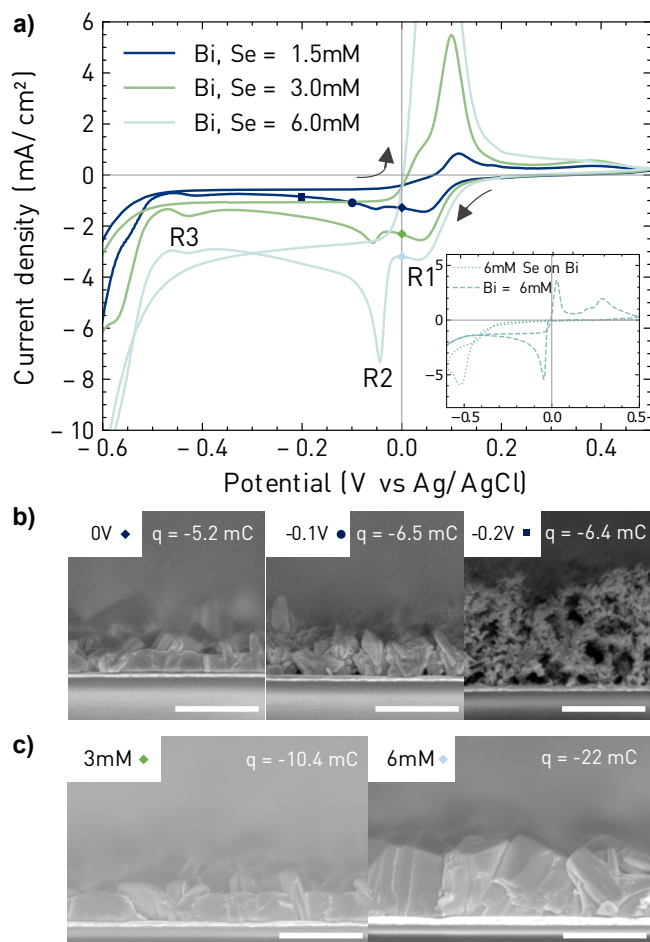 a)
Bi, Se = 1.5mM
Bi, Se = 3.0mM
Bi, Se = 6.0mM
Current density (mA/cm²)
6
4
2
0
− 2
− 4
− 6
− 8
− 10
R3
R2
R1
6mM Se on Bi
Bi = 6mM
5
0
−5
−0.5 0.0 0.5
− 0.6 − 0.4 − 0.2 0.0 0.2 0.4
Potential (V vs Ag/AgCl)
b)
0V q = -5.2 mC
-0.1V q = -6.5 mC
-0.2V q = -6.4 mC
c)
3mM q = -10.4 mC
6mM q = -22 mC